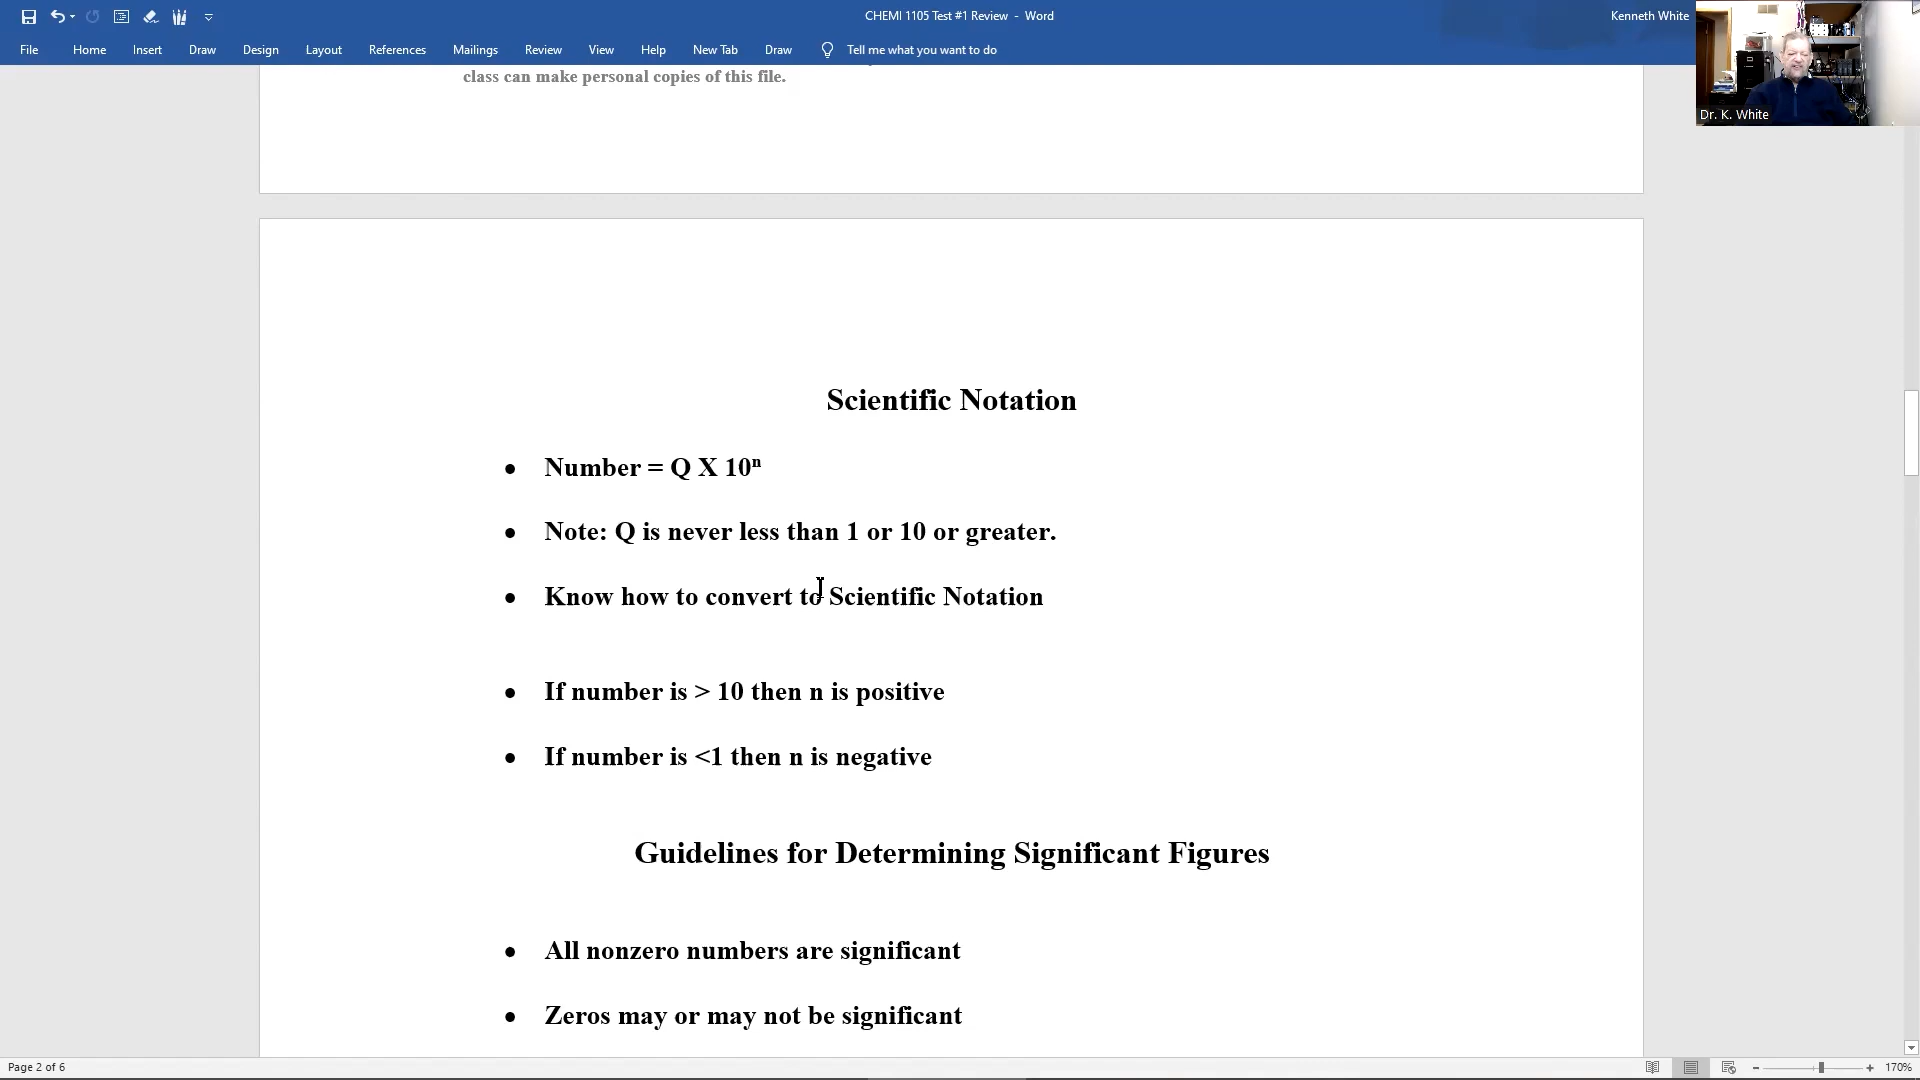 CHEMI 1105 Test #1 Review - Word
Kenneth White
File Home Insert Draw Design Layout References Mailings Review View Help New Tab Draw Tell me what you want to do
Dr. K. White
class can make personal copies of this file.
Scientific Notation
• Number = Q X 10ⁿ
• Note: Q is never less than 1 or 10 or greater.
• Know how to convert to Scientific Notation
• If number is > 10 then n is positive
• If number is <1 then n is negative
Guidelines for Determining Significant Figures
• All nonzero numbers are significant
• Zeros may or may not be significant
Page 2 of 6
170%